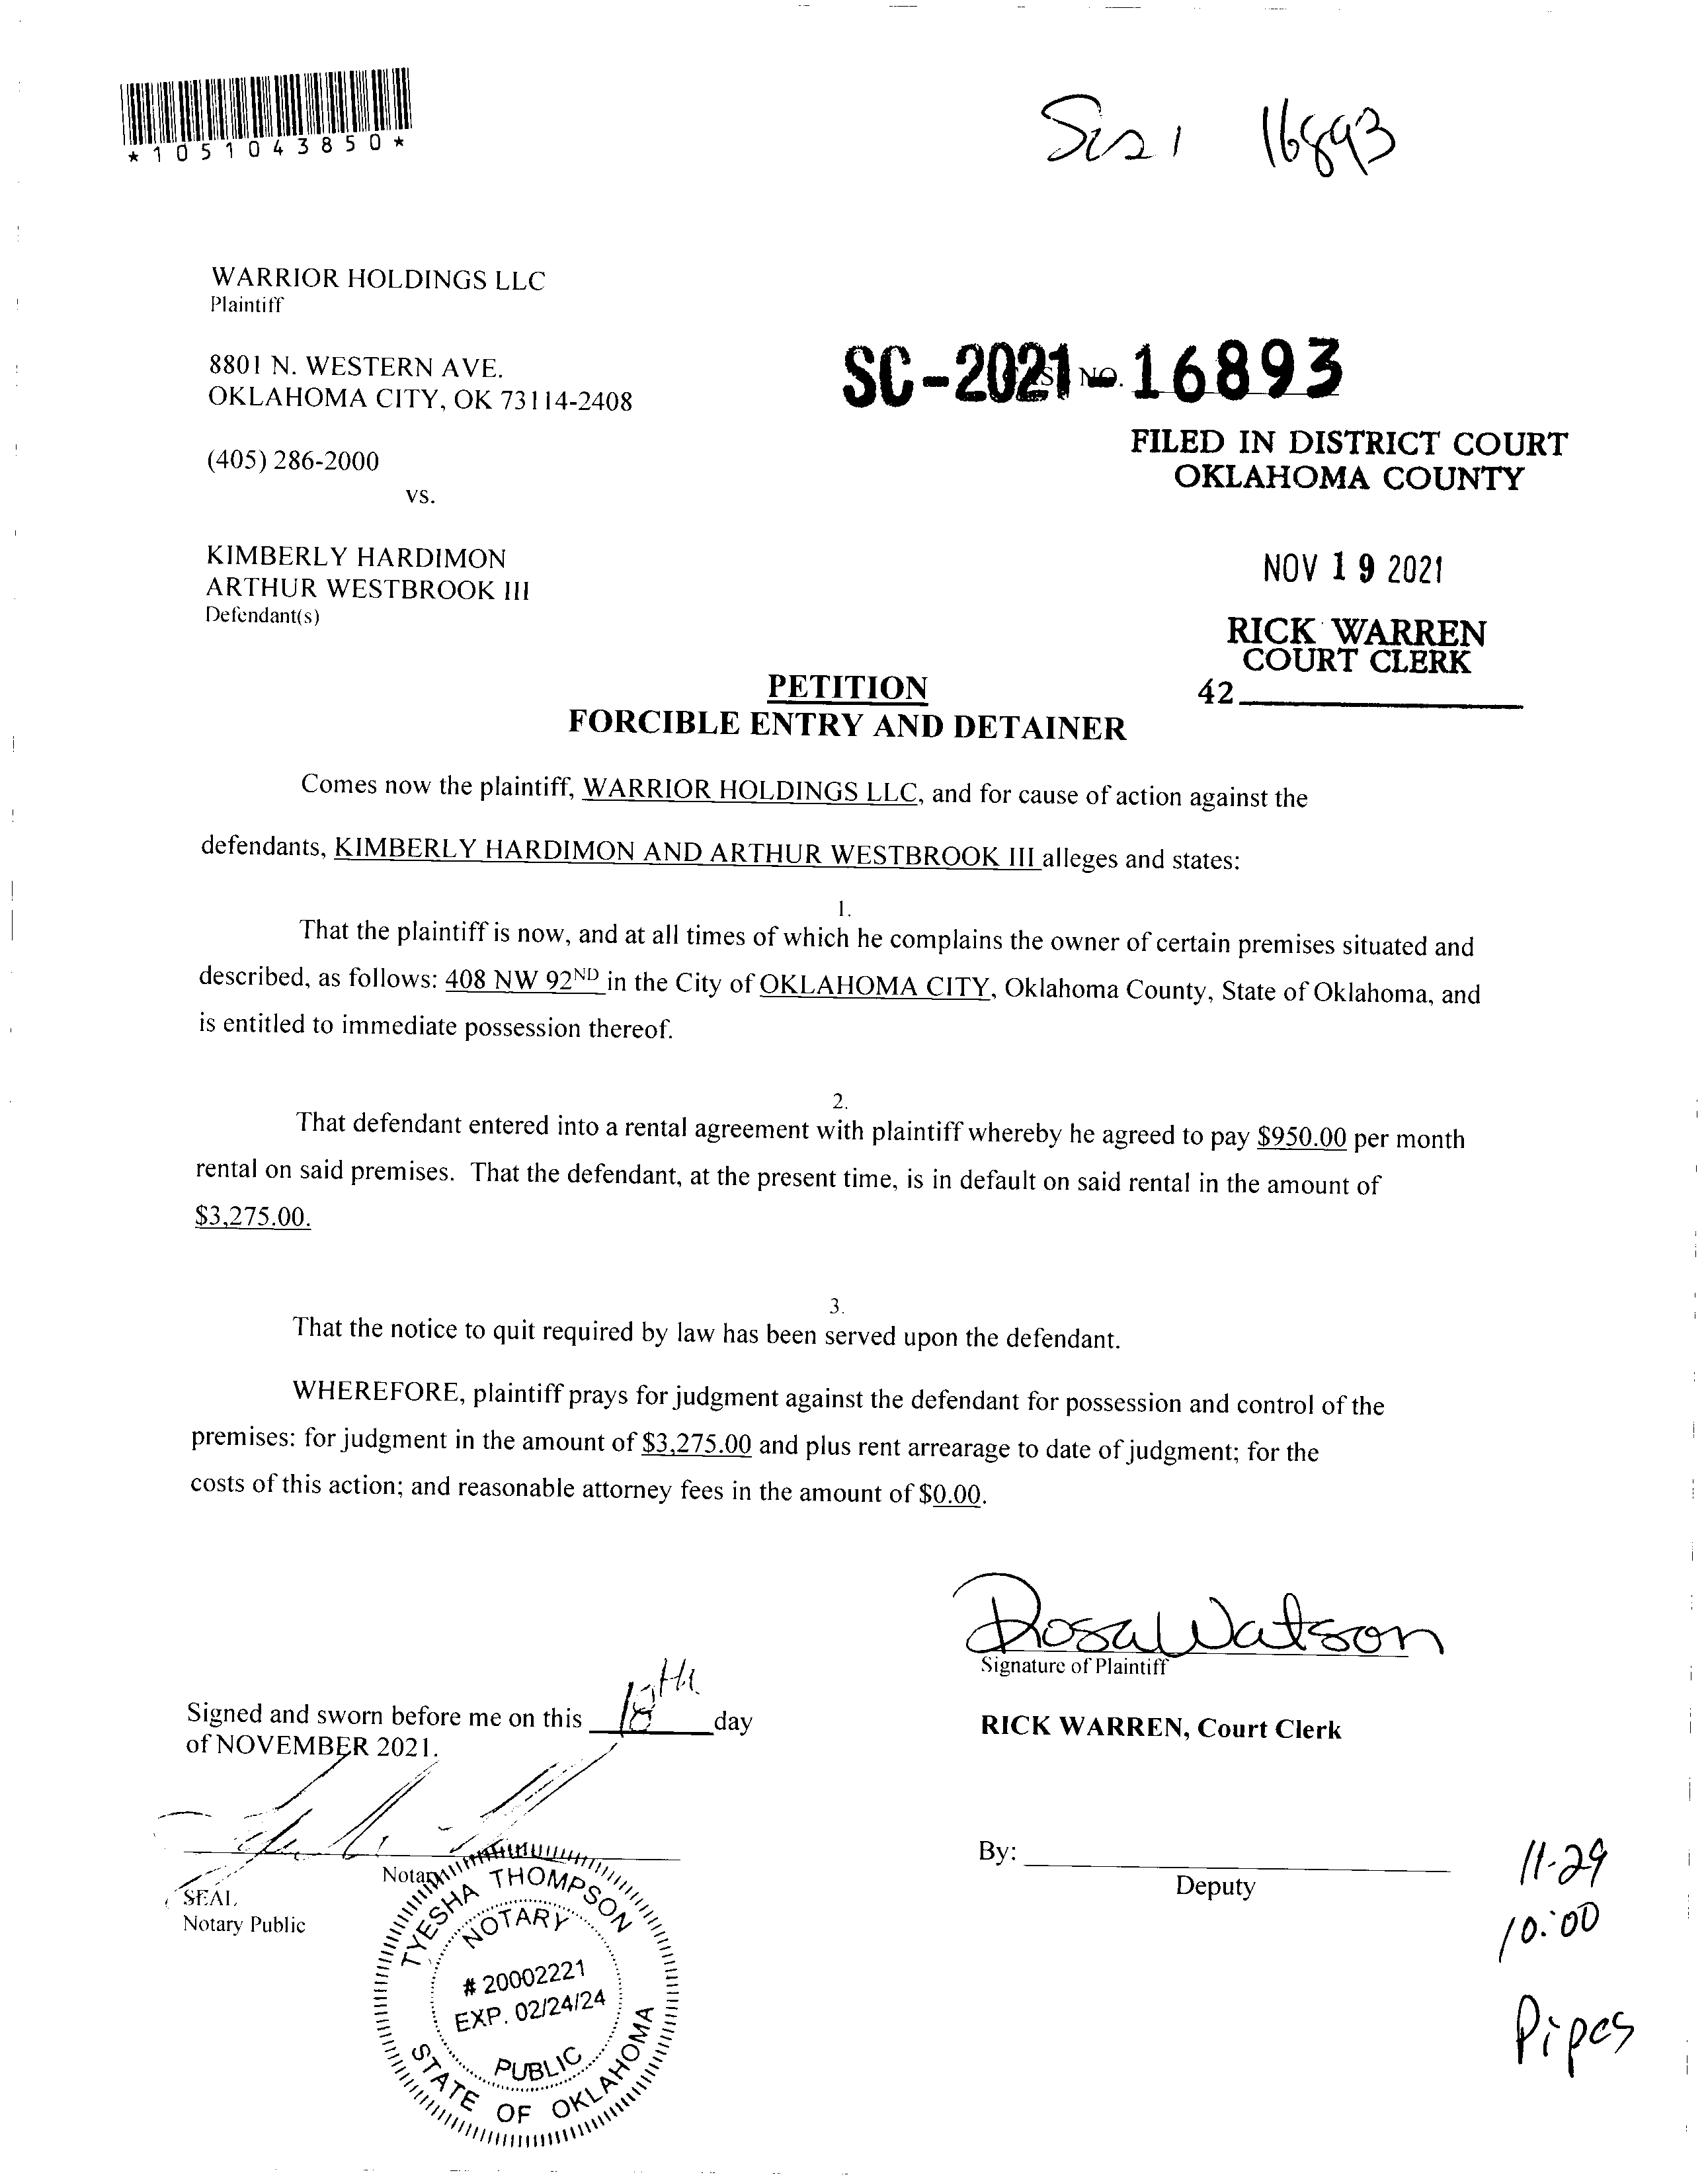 *1051043850*
16893
WARRIOR HOLDINGS LLC
Plaintiff
8801 N. WESTERN AVE.
OKLAHOMA CITY, OK 73114-2408
SC-2021-16893
NO.
FILED IN DISTRICT COURT
OKLAHOMA COUNTY
(405) 286-2000
vs.
KIMBERLY HARDIMON
ARTHUR WESTBROOK III
Defendant(s)
NOV 19 2021
RICK WARREN
COURT CLERK
42
PETITION
FORCIBLE ENTRY AND DETAINER
Comes now the plaintiff, WARRIOR HOLDINGS LLC, and for cause of action against the
defendants, KIMBERLY HARDIMON AND ARTHUR WESTBROOK III alleges and states:
1.
That the plaintiff is now, and at all times of which he complains the owner of certain premises situated and
described, as follows: 408 NW 92ND in the City of OKLAHOMA CITY, Oklahoma County, State of Oklahoma, and
is entitled to immediate possession thereof.
2.
That defendant entered into a rental agreement with plaintiff whereby he agreed to pay $950.00 per month
rental on said premises. That the defendant, at the present time, is in default on said rental in the amount of
$3,275.00.
3.
That the notice to quit required by law has been served upon the defendant.
WHEREFORE, plaintiff prays for judgment against the defendant for possession and control of the
premises: for judgment in the amount of $3,275.00 and plus rent arrearage to date of judgment; for the
costs of this action; and reasonable attorney fees in the amount of $0.00.
Rosa Watson
Signature of Plaintiff
Signed and sworn before me on this 18th day
of NOVEMBER 2021.
RICK WARREN, Court Clerk
By:
Deputy
SEAL
Notary Public
TYESHA THOMPSON
NOTARY
# 20002221
EXP. 02/24/24
PUBLIC
STATE OF OKLAHOMA
11-29
10:00
Pipes